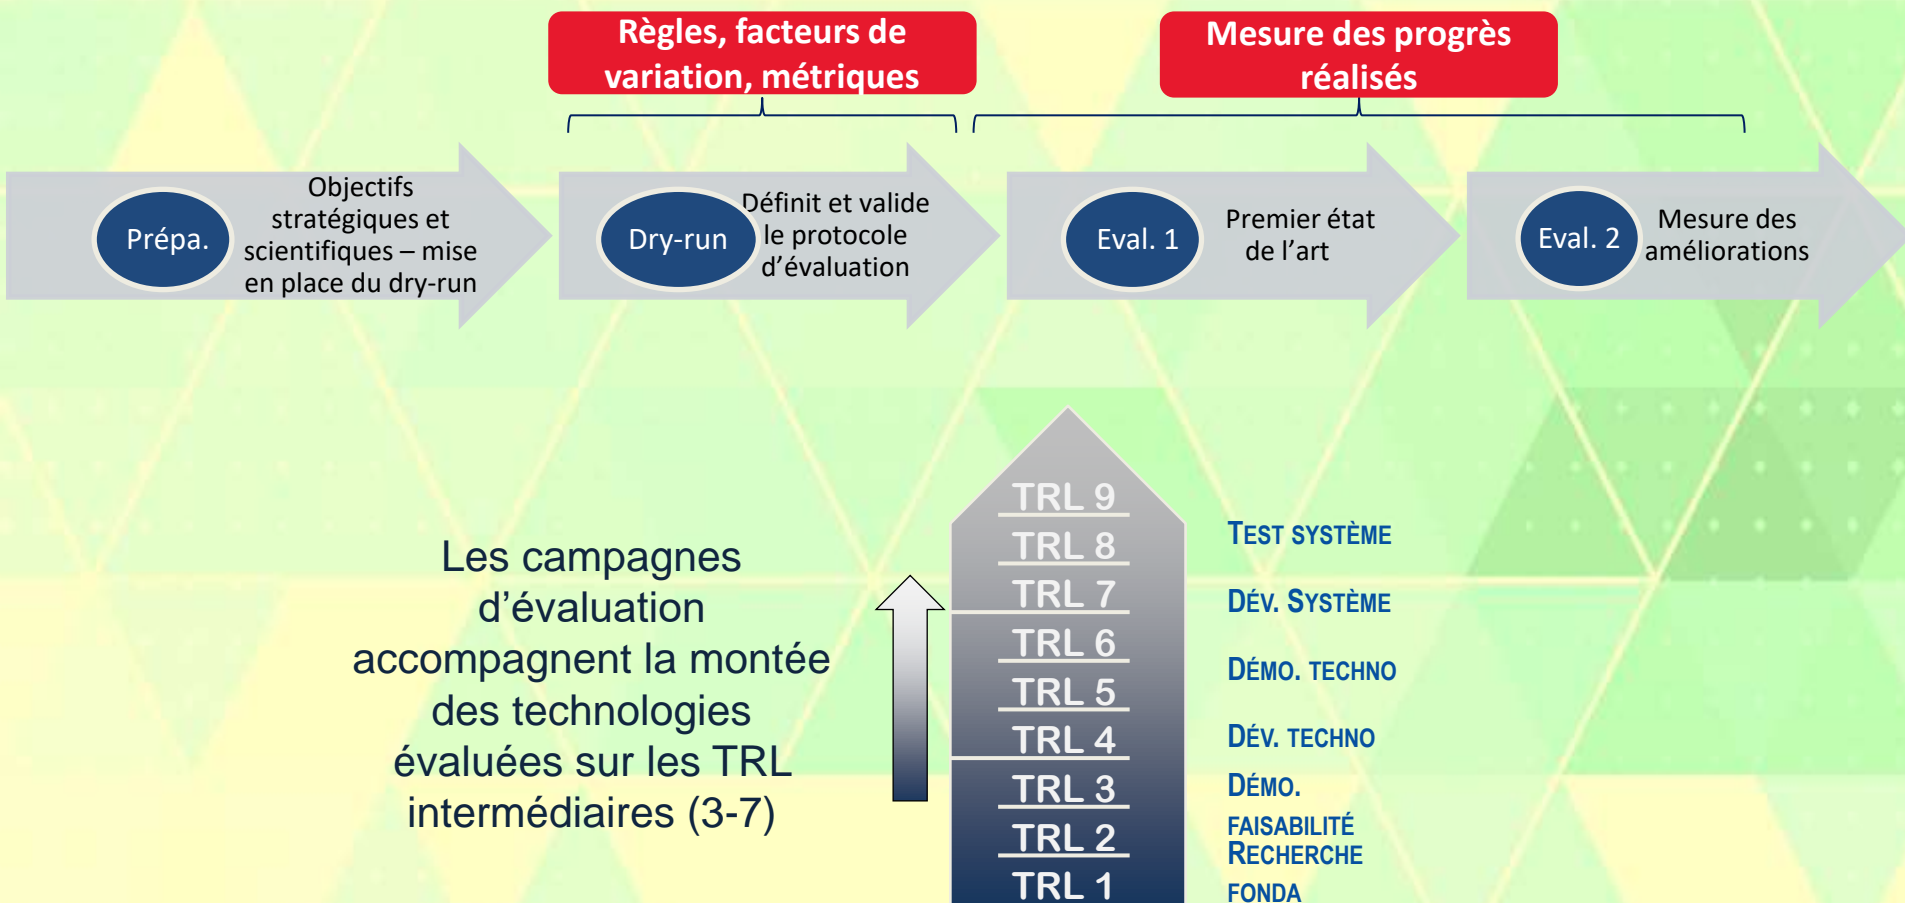 Règles, facteurs de
variation, métriques
Mesure des progrès
réalisés
Prépa.
Objectifs
stratégiques et
scientifiques – mise
en place du dry-run
Dry-run
Définit et valide
le protocole
d’évaluation
Eval. 1
Premier état
de l’art
Eval. 2
Mesure des
améliorations
Les campagnes
d’évaluation
accompagnent la montée
des technologies
évaluées sur les TRL
intermédiaires (3-7)
TRL 9
TRL 8
TRL 7
TRL 6
TRL 5
TRL 4
TRL 3
TRL 2
TRL 1
TEST SYSTÈME
DÉV. SYSTÈME
DÉMO. TECHNO
DÉV. TECHNO
DÉMO.
FAISABILITÉ
RECHERCHE
FONDA